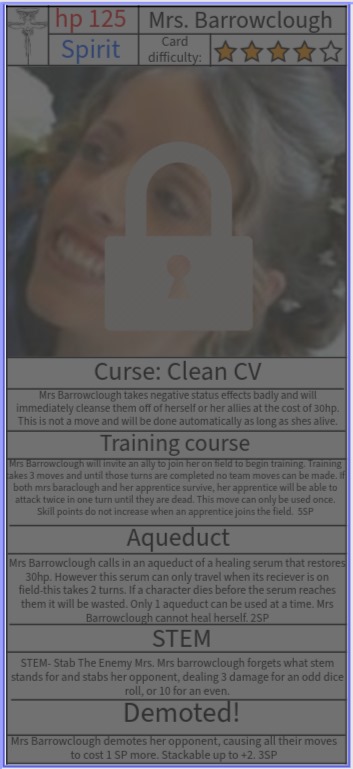 hp 125
Mrs. Barrowclough
Spirit
Card
difficulty:
Curse: Clean CV
Mrs Barrowclough takes negative status effects badly and will
immediately cleanse them off of herself or her allies at the cost of 30hp.
This is not a move and will be done automatically as long as shes alive.
Training course
Mrs Barrowclough will invite an ally to join her on field to begin training. Training
takes 3 moves and until those turns are completed no team moves can be made. If
both mrs baraclough and her apprentice survive, her apprentice will be able to
attack twice in one turn until they are dead. This move can only be used once.
Skill points do not increase when an apprentice joins the field. 5SP
Aqueduct
Mrs Barrowclough calls in an aqueduct of a healing serum that restores
30hp. However this serum can only travel when its reciever is on
field-this takes 2 turns. If a character dies before the serum reaches
them it will be wasted. Only 1 aqueduct can be used at a time. Mrs
Barrowclough cannot heal herself. 2SP
STEM
STEM- Stab The Enemy Mrs. Mrs barrowclough forgets what stem
stands for and stabs her opponent, dealing 3 damage for an odd dice
roll, or 10 for an even.
Demoted!
Mrs Barrowclough demotes her opponent, causing all their moves
to cost 1 SP more. Stackable up to +2. 3SP